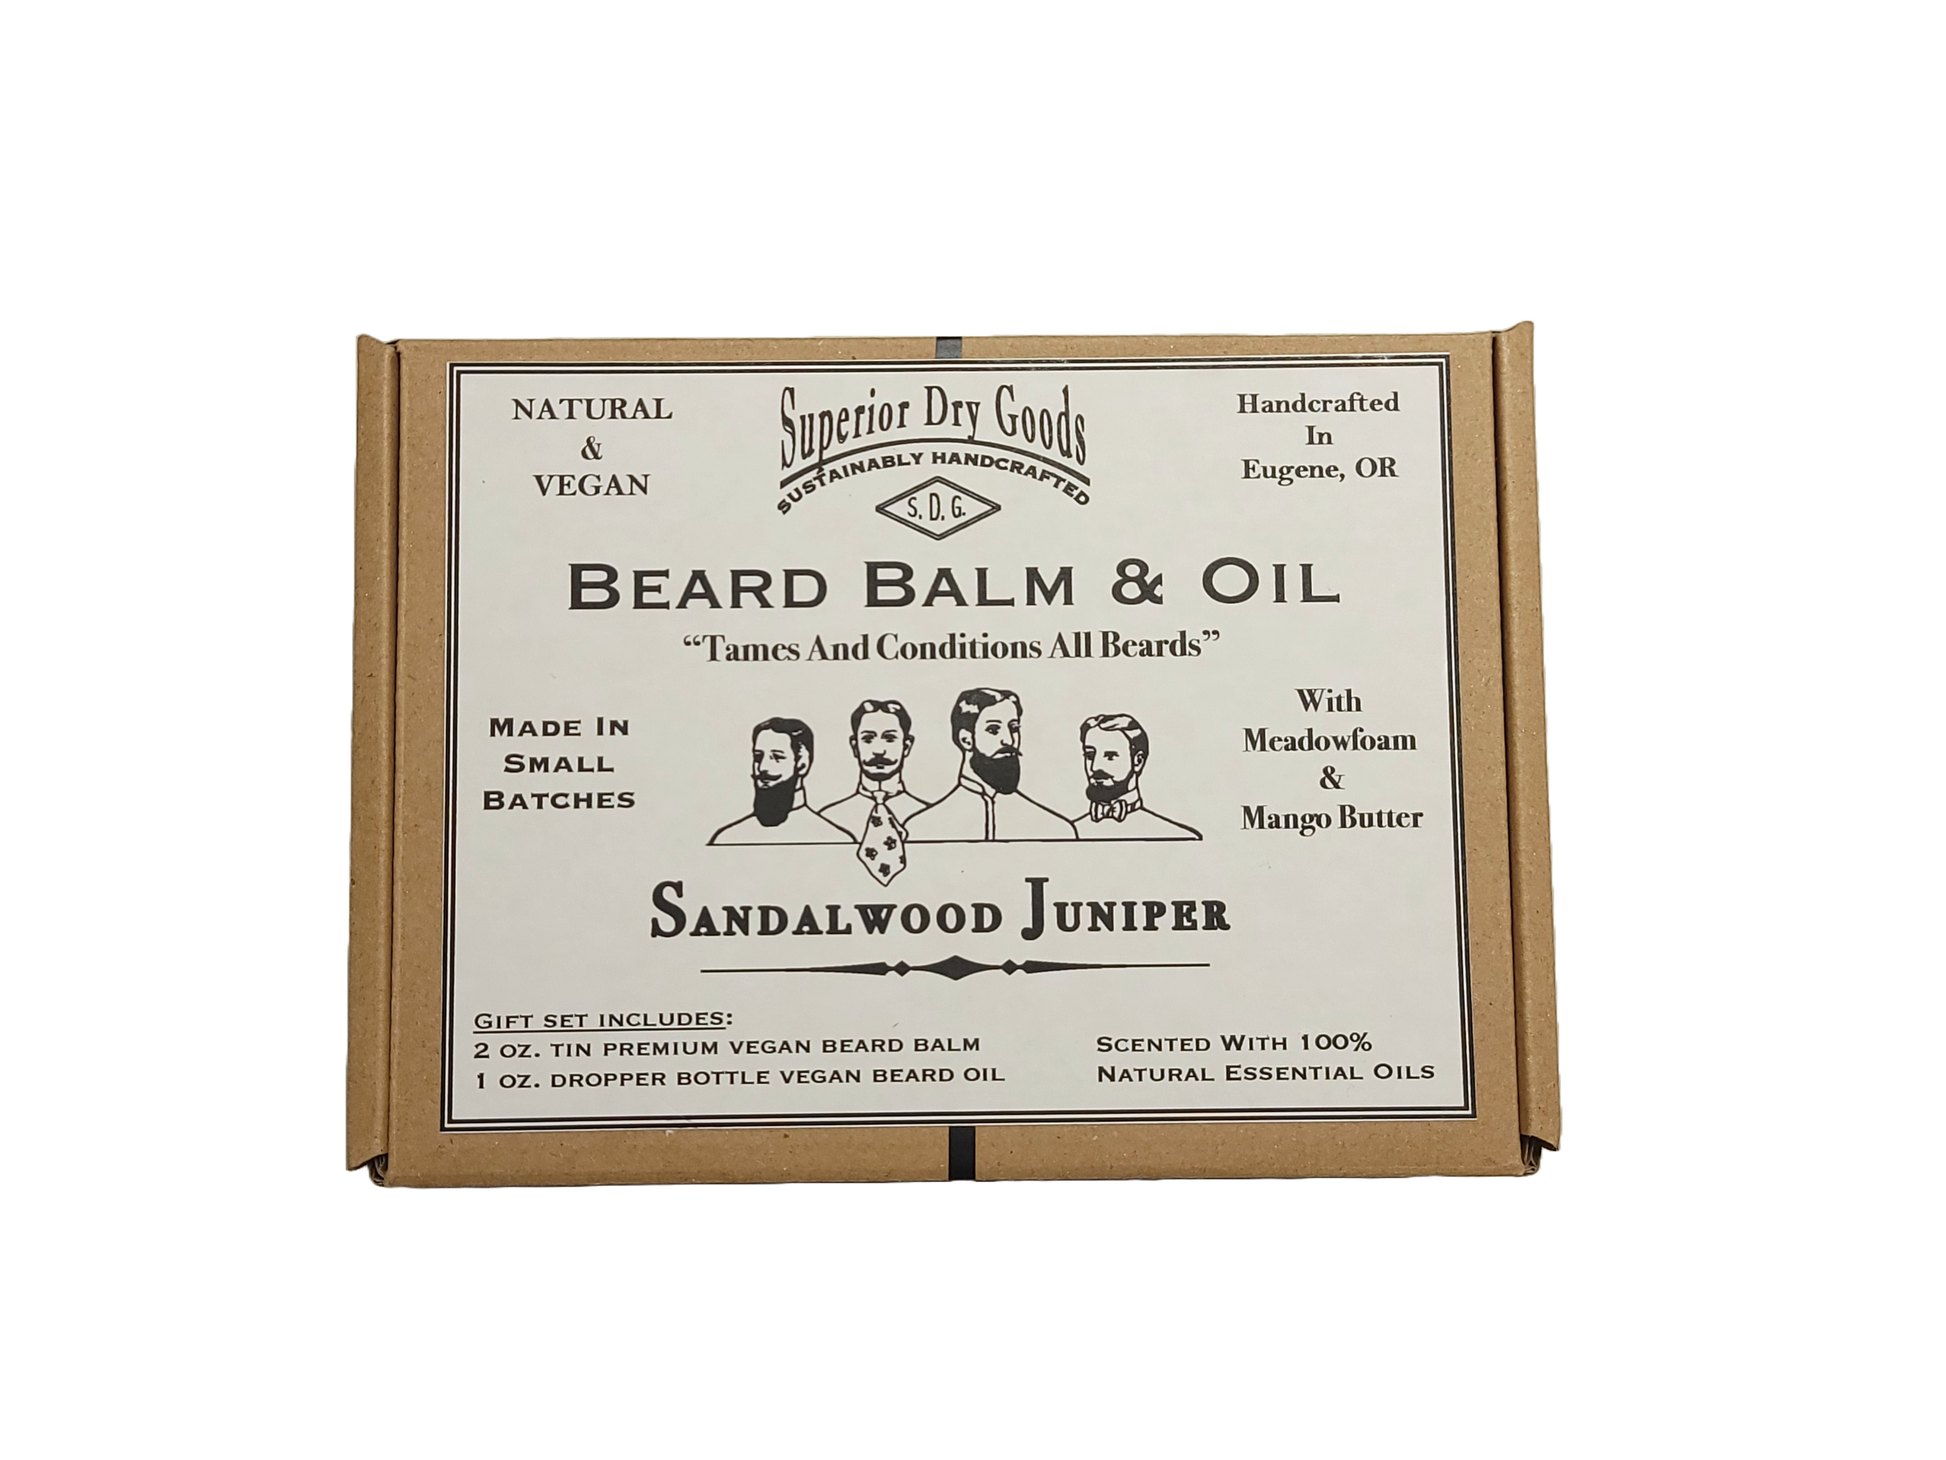 NATURAL
&
VEGAN
Superior Dry Goods
SUSTAINABLY HANDCRAFTED
S. D. G.
Handcrafted
In
Eugene, OR
BEARD BALM & OIL
“Tames And Conditions All Beards”
MADE IN
SMALL
BATCHES
With
Meadowfoam
&
Mango Butter
SANDALWOOD JUNIPER
GIFT SET INCLUDES:
2 OZ. TIN PREMIUM VEGAN BEARD BALM
1 OZ. DROPPER BOTTLE VEGAN BEARD OIL
SCENTED WITH 100%
NATURAL ESSENTIAL OILS